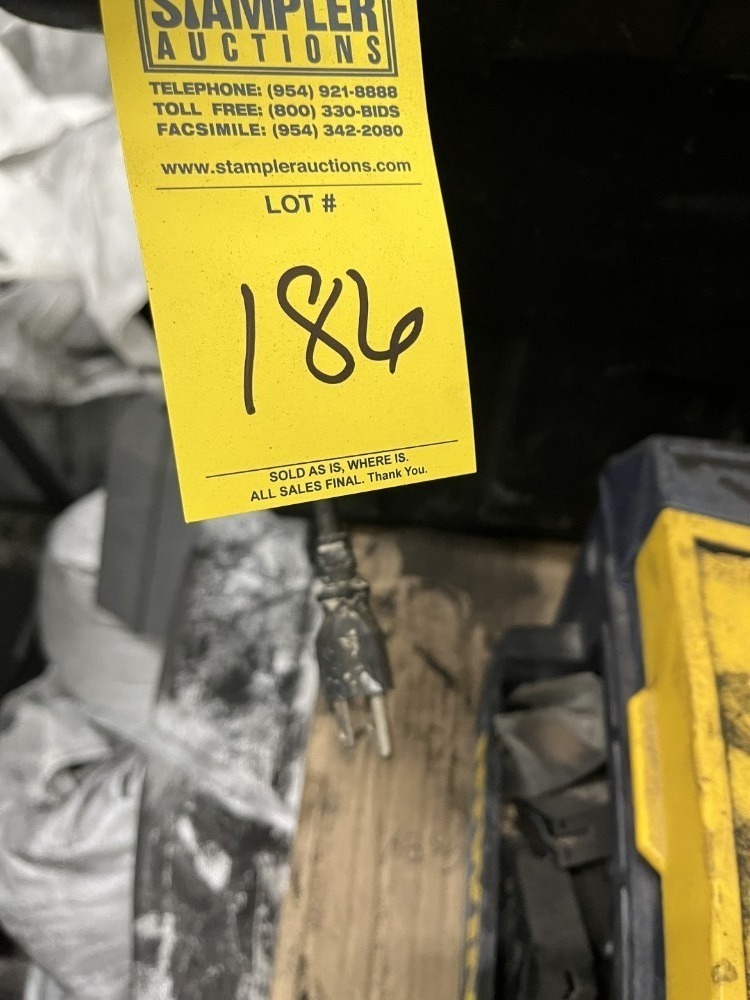 STAMPLER
AUCTIONS
TELEPHONE: (954) 921-8888
TOLL FREE: (800) 330-BIDS
FACSIMILE: (954) 342-2080
www.stamplerauctions.com
LOT #
186
SOLD AS IS, WHERE IS.
ALL SALES FINAL. Thank You.